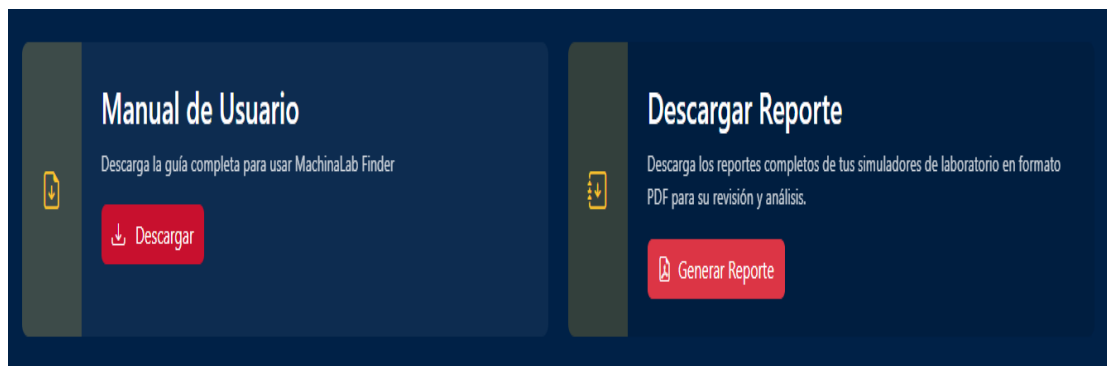 Manual de Usuario
Descarga la guía completa para usar MachinaLab Finder
Descargar
Descargar Reporte
Descarga los reportes completos de tus simuladores de laboratorio en formato
PDF para su revisión y análisis.
Generar Reporte